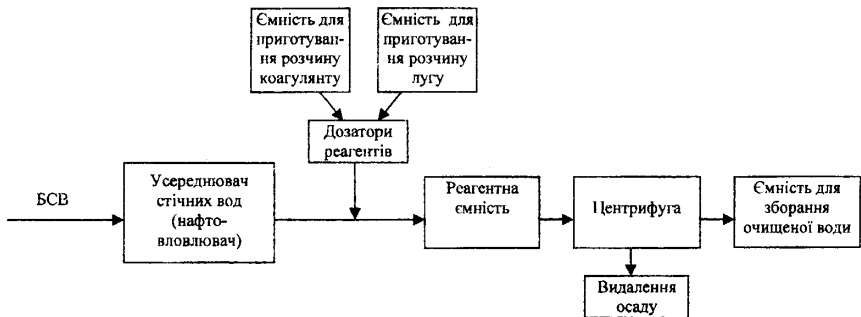 Ємність для
приготуван-
ня розчину
коагулянту
Ємність для
приготуван-
ня розчину
лугу
Дозатори
реагентів
БСВ
Усереднювач
стічних вод
(нафто-
вловлювач)
Реагентна
ємність
Центрифуга
Ємність для
зборання
очищеної води
Видалення
осаду